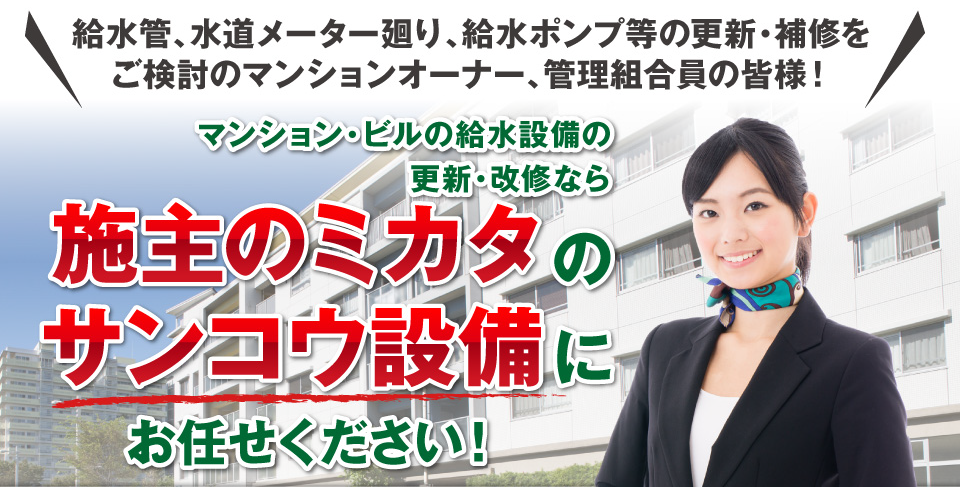 給水管、水道メーター廻り、給水ポンプ等の更新・補修を
ご検討のマンションオーナー、管理組合員の皆様！
マンション・ビルの給水設備の
更新・改修なら
施主のミカタの
サンコウ設備に
お任せください！